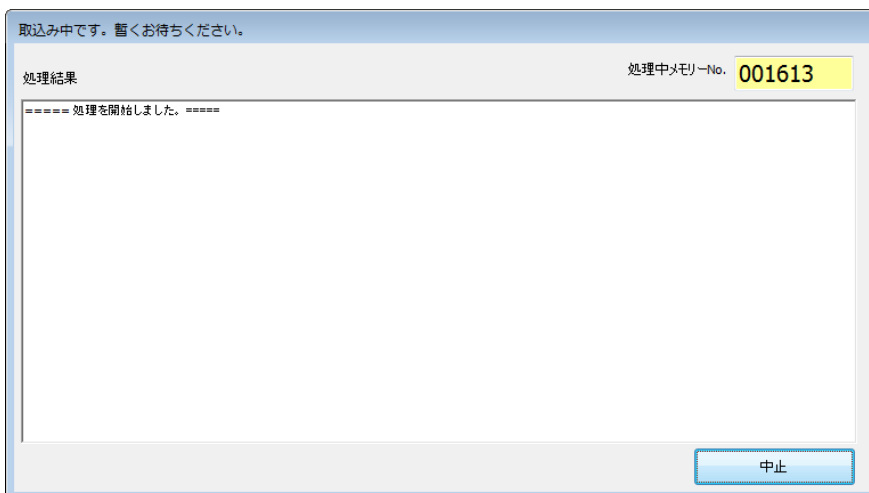 取込み中です。暫くお待ちください。
処理中メモリーNo. 001613
処理結果
===== 処理を開始しました。=====
中止